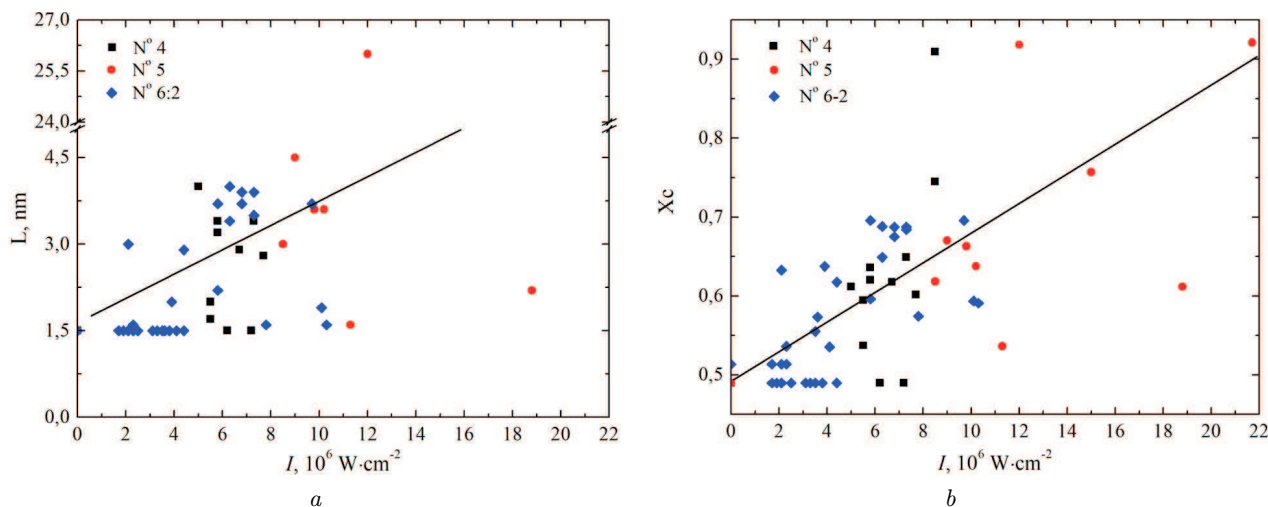 27,0
25,5
24,0
4,5
3,0
1,5
0,0
L, nm
N° 4
N° 5
N° 6:2
0 2 4 6 8 10 12 14 16 18 20 22
I, 10⁶ W·cm⁻²
a
0,9
0,8
0,7
0,6
0,5
Xc
N° 4
N° 5
N° 6-2
0 2 4 6 8 10 12 14 16 18 20 22
I, 10⁶ W·cm⁻²
b